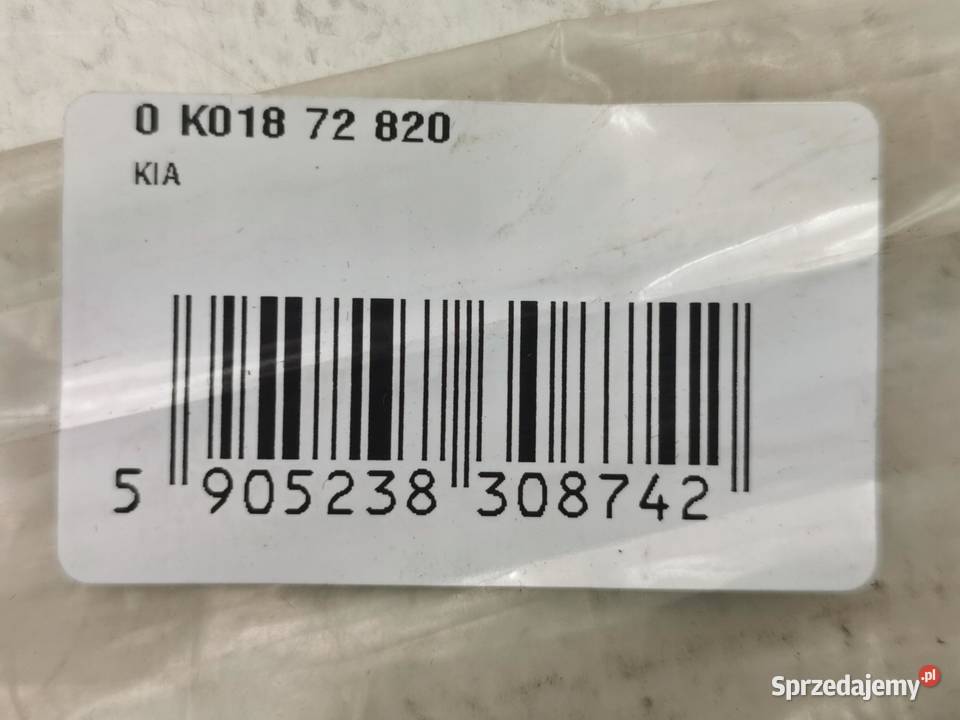 0 K018 72 820
KIA
5 905238 308742
Sprzedajemy.pl